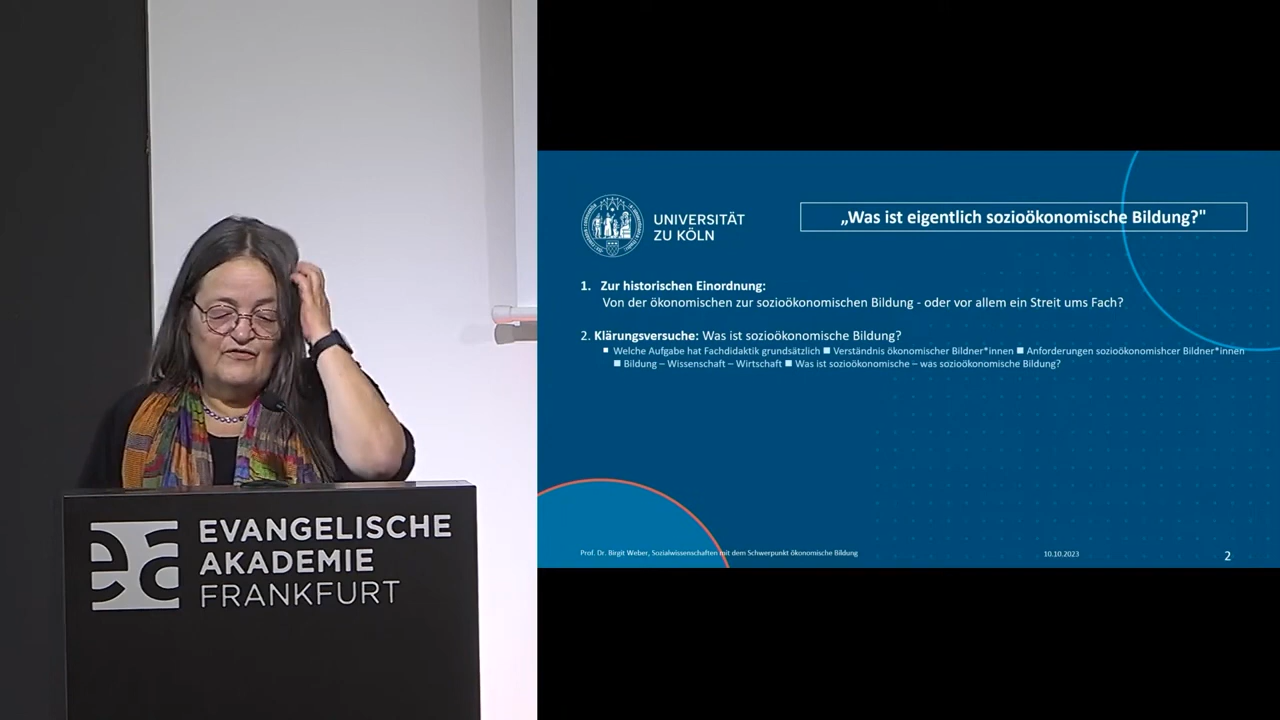 EVANGELISCHE
AKADEMIE
FRANKFURT
ea
UNIVERSITÄT
ZU KÖLN
„Was ist eigentlich sozioökonomische Bildung?"
1. Zur historischen Einordnung:
Von der ökonomischen zur sozioökonomischen Bildung - oder vor allem ein Streit ums Fach?
2. Klärungsversuche: Was ist sozioökonomische Bildung?
■ Welche Aufgabe hat Fachdidaktik grundsätzlich ■ Verständnis ökonomischer Bildner*innen ■ Anforderungen sozioökonomishcer Bildner*innen
■ Bildung – Wissenschaft – Wirtschaft ■ Was ist sozioökonomische – was sozioökonomische Bildung?
Prof. Dr. Birgit Weber, Sozialwissenschaften mit dem Schwerpunkt ökonomische Bildung
10.10.2023
2